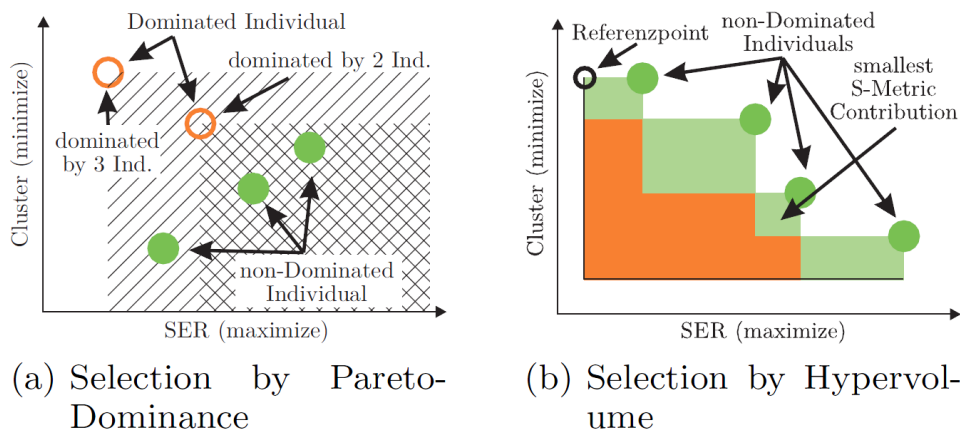 Dominated Individual
dominated by 2 Ind.
dominated
by 3 Ind.
non-Dominated
Individual
Cluster (minimize)
SER (maximize)
(a) Selection by Pareto-
Dominance
Referenzpoint
non-Dominated
Individuals
smallest
S-Metric
Contribution
Cluster (minimize)
SER (maximize)
(b) Selection by Hypervol-
ume